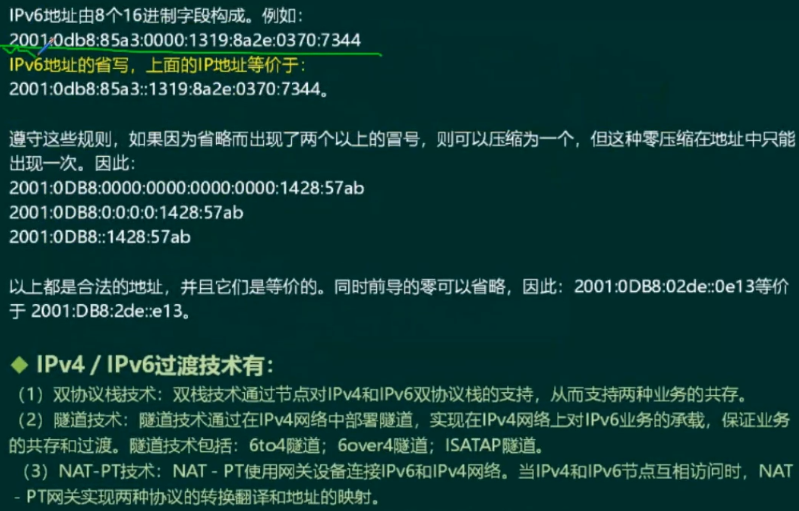 IPv6地址由8个16进制字段构成。例如：
2001:0db8:85a3:0000:1319:8a2e:0370:7344
IPv6地址的省写，上面的IP地址等价于：
2001:0db8:85a3::1319:8a2e:0370:7344。
遵守这些规则，如果因为省略而出现了两个以上的冒号，则可以压缩为一个，但这种零压缩在地址中只能
出现一次。因此：
2001:0DB8:0000:0000:0000:0000:1428:57ab
2001:0DB8:0:0:0:0:1428:57ab
2001:0DB8::1428:57ab
以上都是合法的地址，并且它们是等价的。同时前导的零可以省略，因此：2001:0DB8:02de::0e13等价
于 2001:DB8:2de::e13。
◆ IPv4 / IPv6过渡技术有：
（1）双协议栈技术：双栈技术通过节点对IPv4和IPv6双协议栈的支持，从而支持两种业务的共存。
（2）隧道技术：隧道技术通过在IPv4网络中部署隧道，实现在IPv4网络上对IPv6业务的承载，保证业务
的共存和过渡。隧道技术包括：6to4隧道；6over4隧道；ISATAP隧道。
（3）NAT-PT技术：NAT - PT使用网关设备连接IPv6和IPv4网络。当IPv4和IPv6节点互相访问时，NAT
- PT网关实现两种协议的转换翻译和地址的映射。